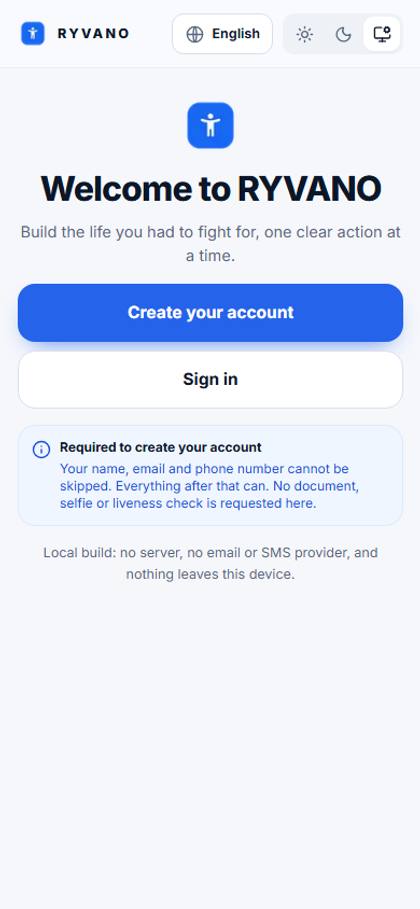 RYVANO
English
Welcome to RYVANO
Build the life you had to fight for, one clear action at
a time.
Create your account
Sign in
Required to create your account
Your name, email and phone number cannot be
skipped. Everything after that can. No document,
selfie or liveness check is requested here.
Local build: no server, no email or SMS provider, and
nothing leaves this device.